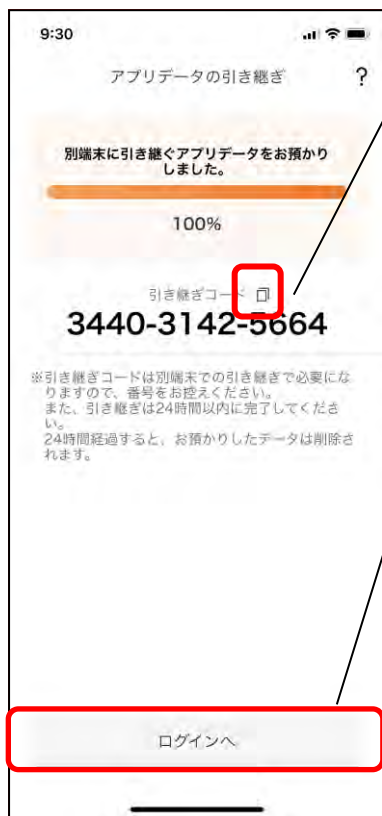 9:30
アプリデータの引き継ぎ ?
別端末に引き継ぐアプリデータをお預かり
しました。
100%
引き継ぎコード
3440-3142-5664
※引き継ぎコードは別端末での引き継ぎで必要にな
りますので、番号をお控えください。
また、引き継ぎは24時間以内に完了してくださ
い。
24時間経過すると、お預かりしたデータは削除さ
れます。
ログインへ